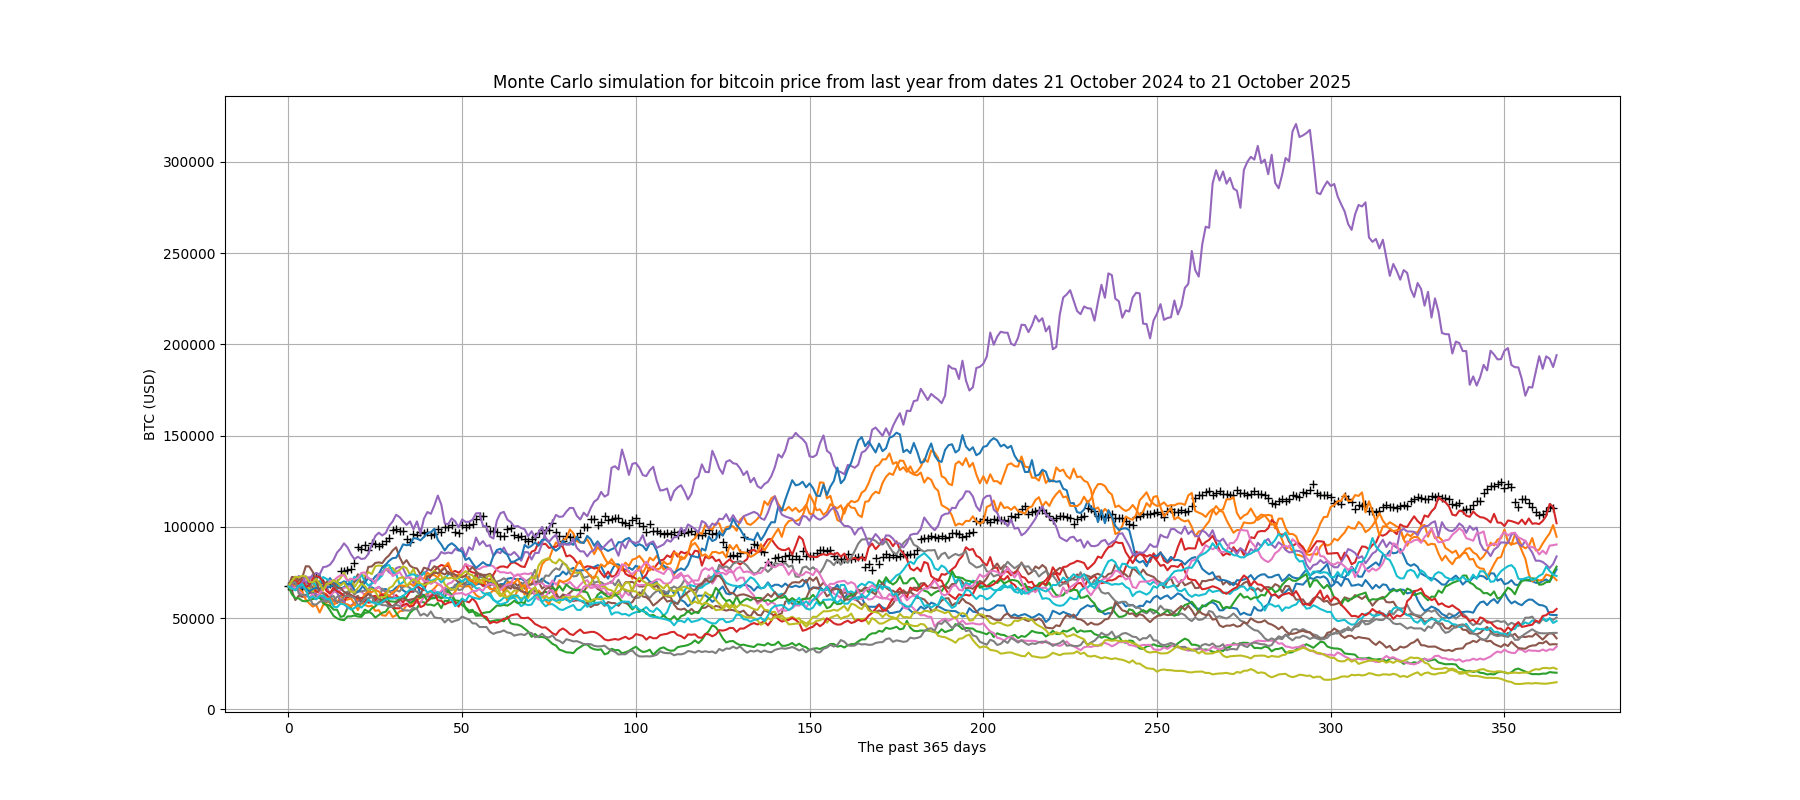 Monte Carlo simulation for bitcoin price from last year from dates 21 October 2024 to 21 October 2025
300000
250000
200000
150000
100000
50000
0
BTC (USD)
0 50 100 150 200 250 300 350
The past 365 days